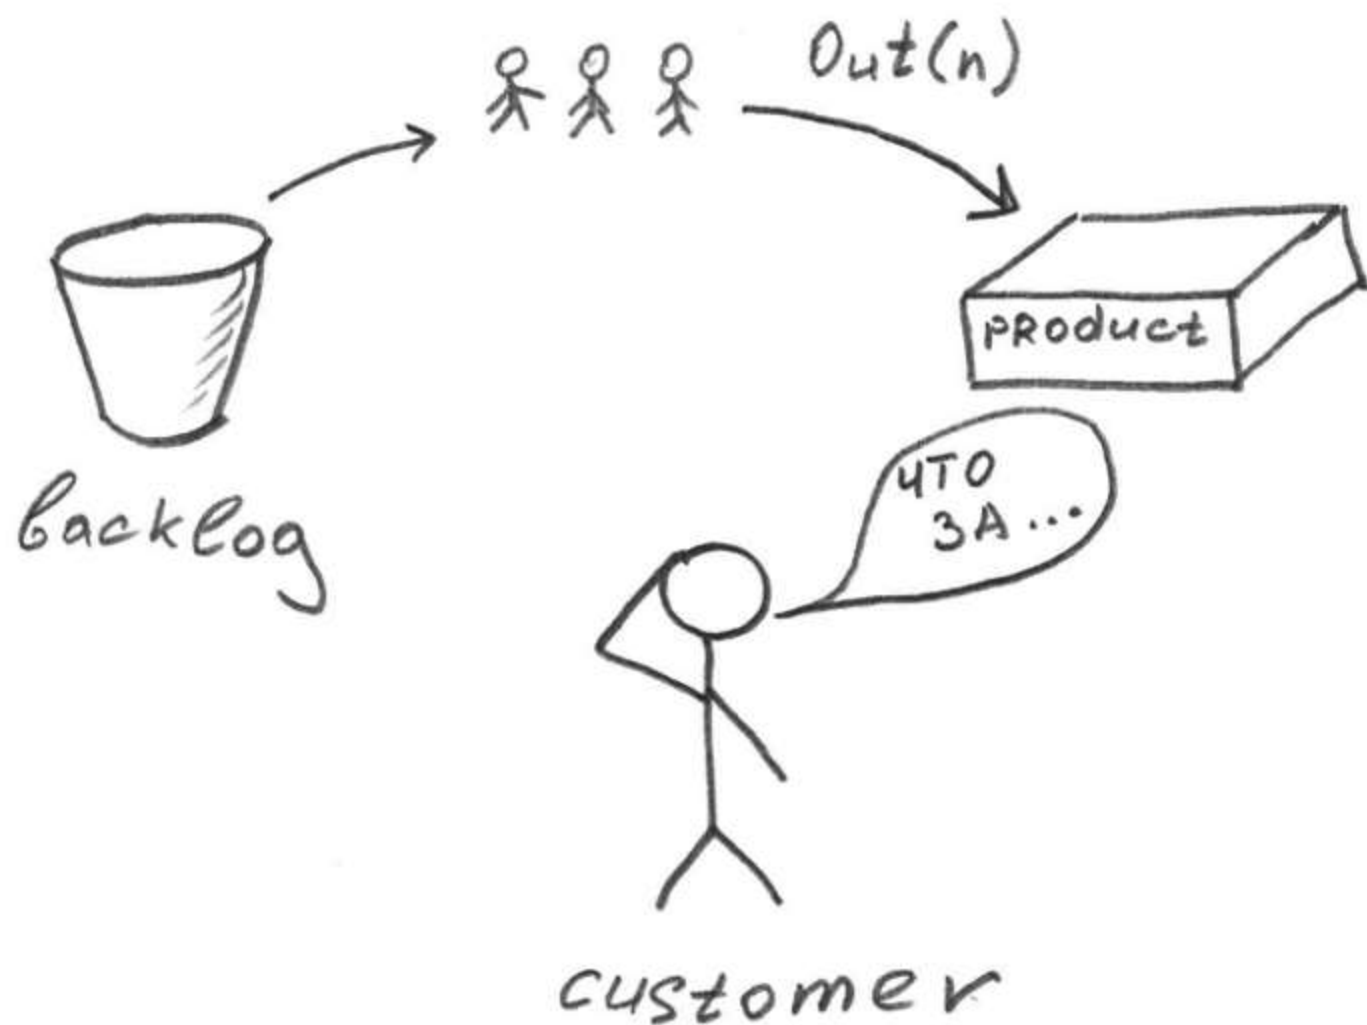 Out(n)
product
backlog
ЧТО
ЗА...
customer